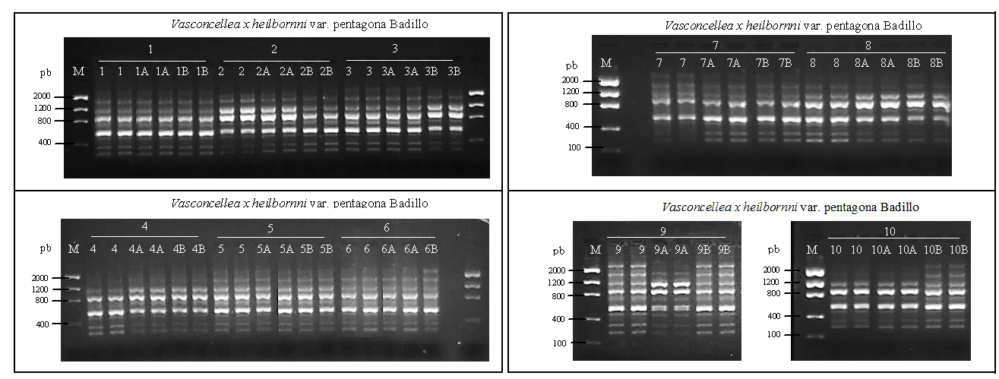 Vasconcellea x heilbornni var. pentagona Badillo
1 2 3
pb M 1 1 1A 1A 1B 1B 2 2 2A 2A 2B 2B 3 3 3A 3A 3B 3B
2000
1200
800
400
Vasconcellea x heilbornni var. pentagona Badillo
7 8
pb M 7 7 7A 7A 7B 7B 8 8 8A 8A 8B 8B
2000
1200
800
400
100
Vasconcellea x heilbornni var. pentagona Badillo
4 5 6
pb M 4 4 4A 4A 4B 4B 5 5 5A 5A 5B 5B 6 6 6A 6A 6B
2000
1200
800
400
Vasconcellea x heilbornni var. pentagona Badillo
9
pb M 9 9 9A 9A 9B 9B
2000
1200
800
400
100
10
pb M 10 10 10A 10A 10B 10B
2000
1200
800
400
100